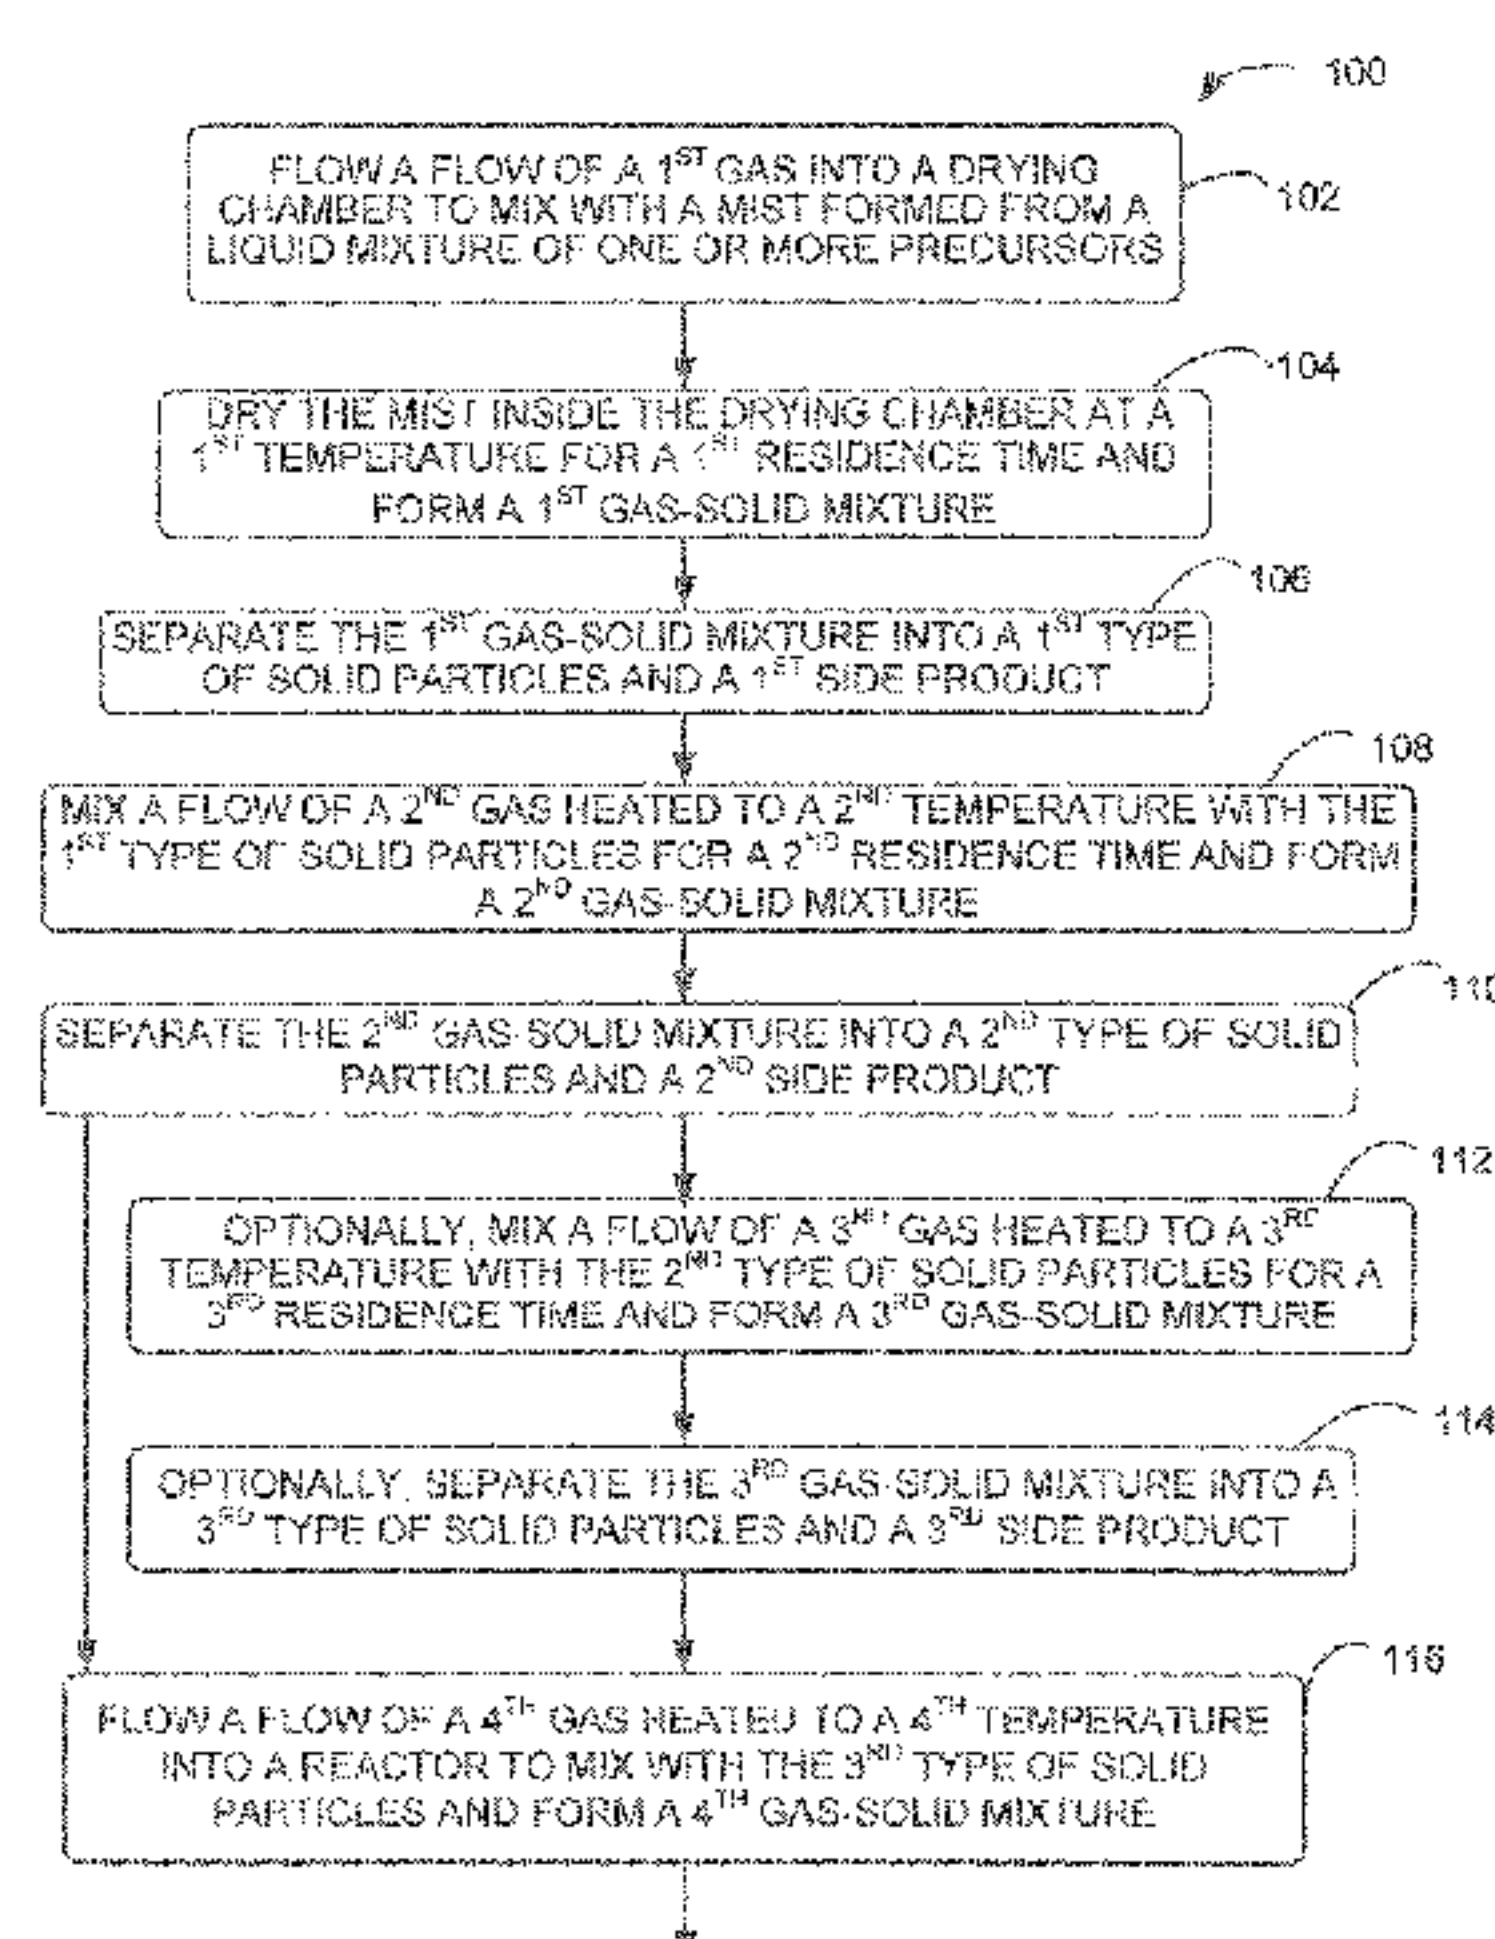 100
FLOW A FLOW OF A 1ST GAS INTO A DRYING
CHAMBER TO MIX WITH A MIST FORMED FROM A
LIQUID MIXTURE OF ONE OR MORE PRECURSORS
102
104
DRY THE MIST INSIDE THE DRYING CHAMBER AT A
1ST TEMPERATURE FOR A 1ST RESIDENCE TIME AND
FORM A 1ST GAS-SOLID MIXTURE
106
SEPARATE THE 1ST GAS-SOLID MIXTURE INTO A 1ST TYPE
OF SOLID PARTICLES AND A 1ST SIDE PRODUCT
108
MIX A FLOW OF A 2ND GAS HEATED TO A 2ND TEMPERATURE WITH THE
1ST TYPE OF SOLID PARTICLES FOR A 2ND RESIDENCE TIME AND FORM
A 2ND GAS-SOLID MIXTURE
110
SEPARATE THE 2ND GAS-SOLID MIXTURE INTO A 2ND TYPE OF SOLID
PARTICLES AND A 2ND SIDE PRODUCT
112
OPTIONALLY, MIX A FLOW OF A 3RD GAS HEATED TO A 3RD
TEMPERATURE WITH THE 2ND TYPE OF SOLID PARTICLES FOR A
3RD RESIDENCE TIME AND FORM A 3RD GAS-SOLID MIXTURE
114
OPTIONALLY, SEPARATE THE 3RD GAS-SOLID MIXTURE INTO A
3RD TYPE OF SOLID PARTICLES AND A 3RD SIDE PRODUCT
116
FLOW A FLOW OF A 4TH GAS HEATED TO A 4TH TEMPERATURE
INTO A REACTOR TO MIX WITH THE 3RD TYPE OF SOLID
PARTICLES AND FORM A 4TH GAS-SOLID MIXTURE